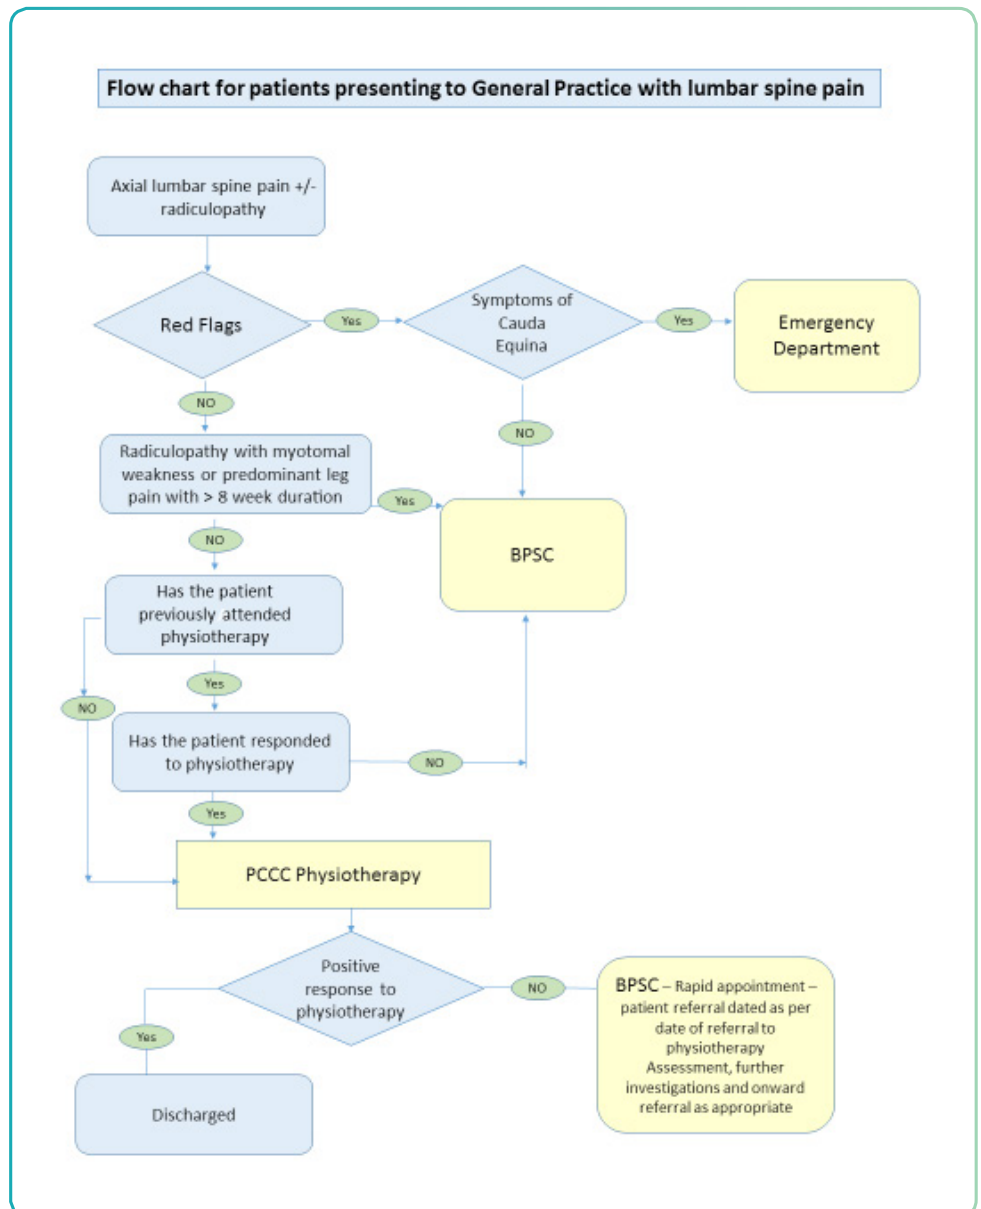 Flow chart for patients presenting to General Practice with lumbar spine pain
Axial lumbar spine pain +/-
radiculopathy
Red Flags
Yes
Symptoms of
Cauda
Equina
Yes
Emergency
Department
NO
NO
Radiculopathy with myotomal
weakness or predominant leg
pain with > 8 week duration
Yes
BPSC
NO
Has the patient
previously attended
physiotherapy
Yes
NO
Has the patient responded
to physiotherapy
NO
Yes
PCCC Physiotherapy
Positive
response to
physiotherapy
NO
BPSC – Rapid appointment –
patient referral dated as per
date of referral to
physiotherapy
Assessment, further
investigations and onward
referral as appropriate
Yes
Discharged